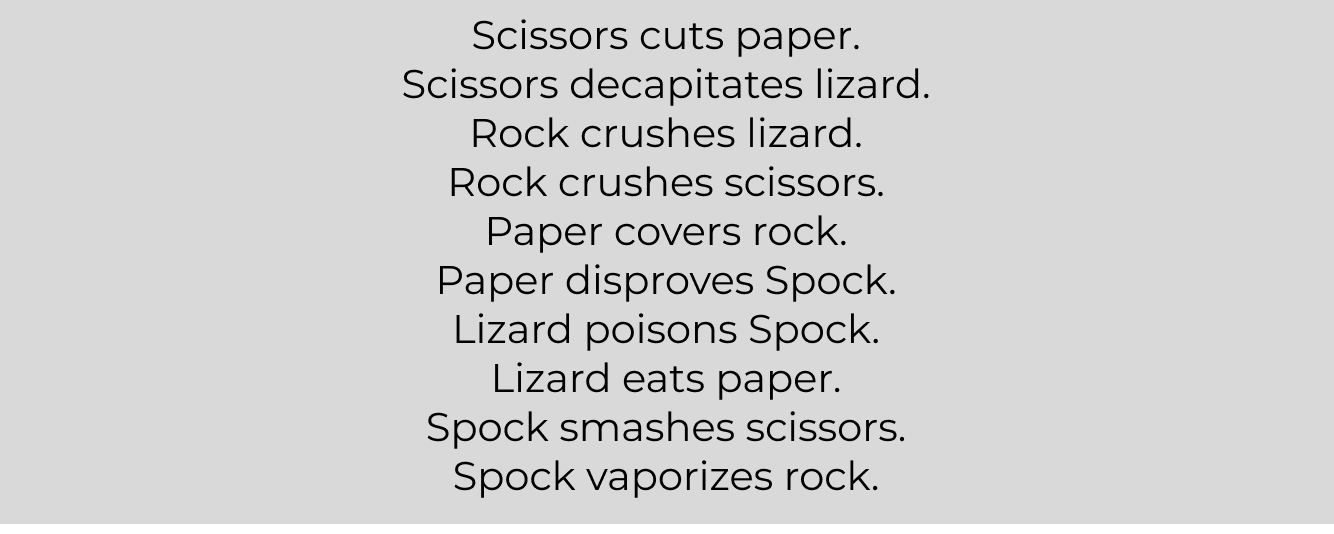 Scissors cuts paper.
Scissors decapitates lizard.
Rock crushes lizard.
Rock crushes scissors.
Paper covers rock.
Paper disproves Spock.
Lizard poisons Spock.
Lizard eats paper.
Spock smashes scissors.
Spock vaporizes rock.